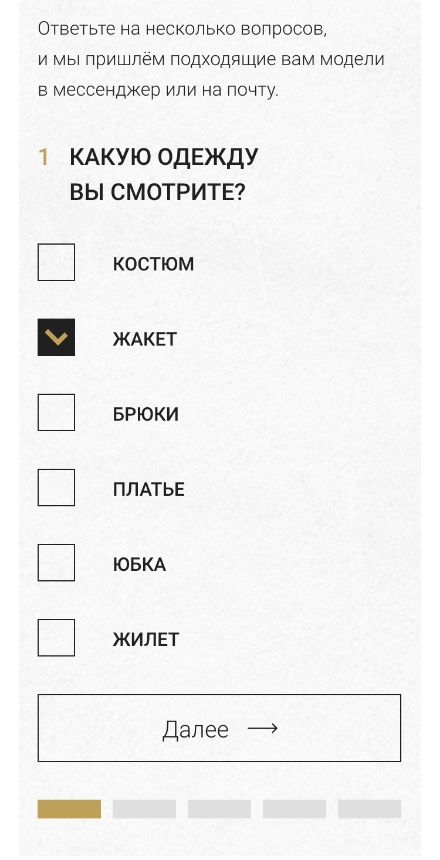 Ответьте на несколько вопросов,
и мы пришлём подходящие вам модели
в мессенджер или на почту.
1 КАКУЮ ОДЕЖДУ
ВЫ СМОТРИТЕ?
КОСТЮМ
ЖАКЕТ
БРЮКИ
ПЛАТЬЕ
ЮБКА
ЖИЛЕТ
Далее